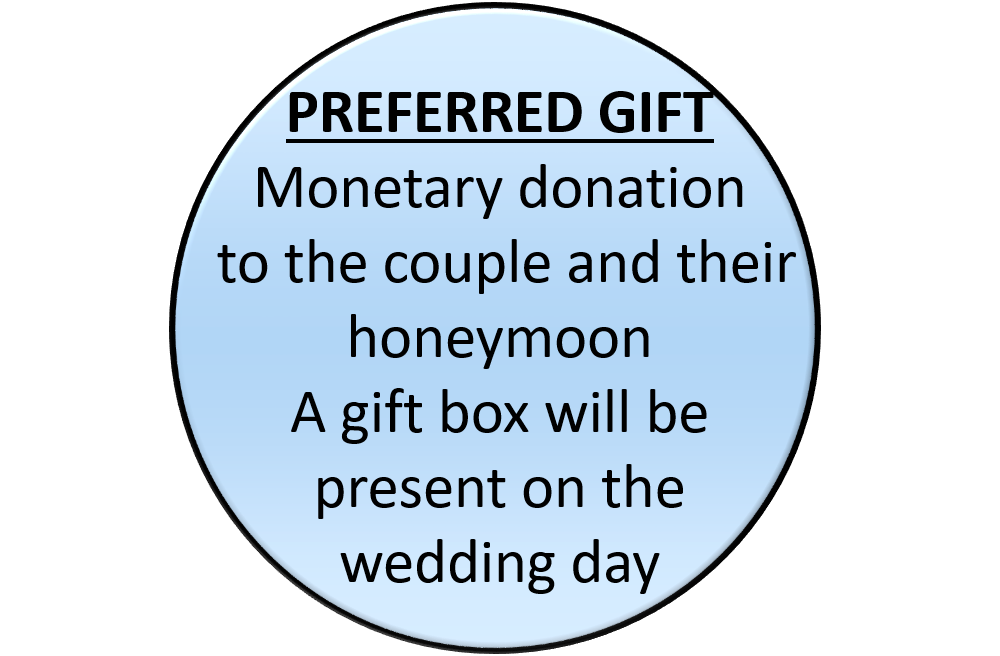 PREFERRED GIFT
Monetary donation
to the couple and their
honeymoon
A gift box will be
present on the
wedding day